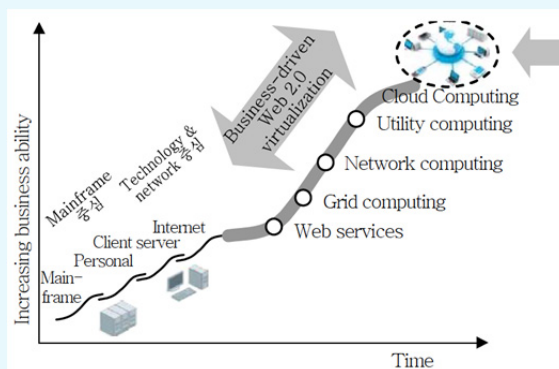 Increasing business ability
Mainframe
중심
Technology &
network 중심
Business-driven
Web 2.0
virtualization
Cloud Computing
Utility computing
Network computing
Grid computing
Web services
Internet
Client server
Personal
Main-
frame
Time